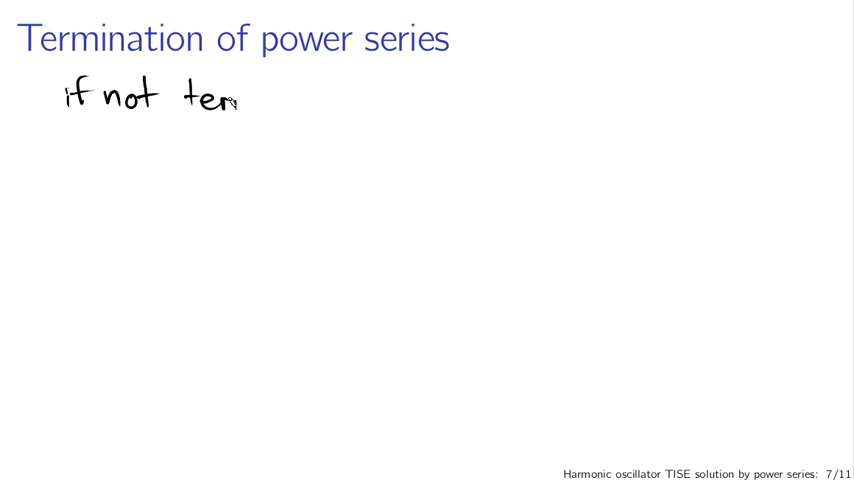 Termination of power series
if not ter
Harmonic oscillator TISE solution by power series: 7/11